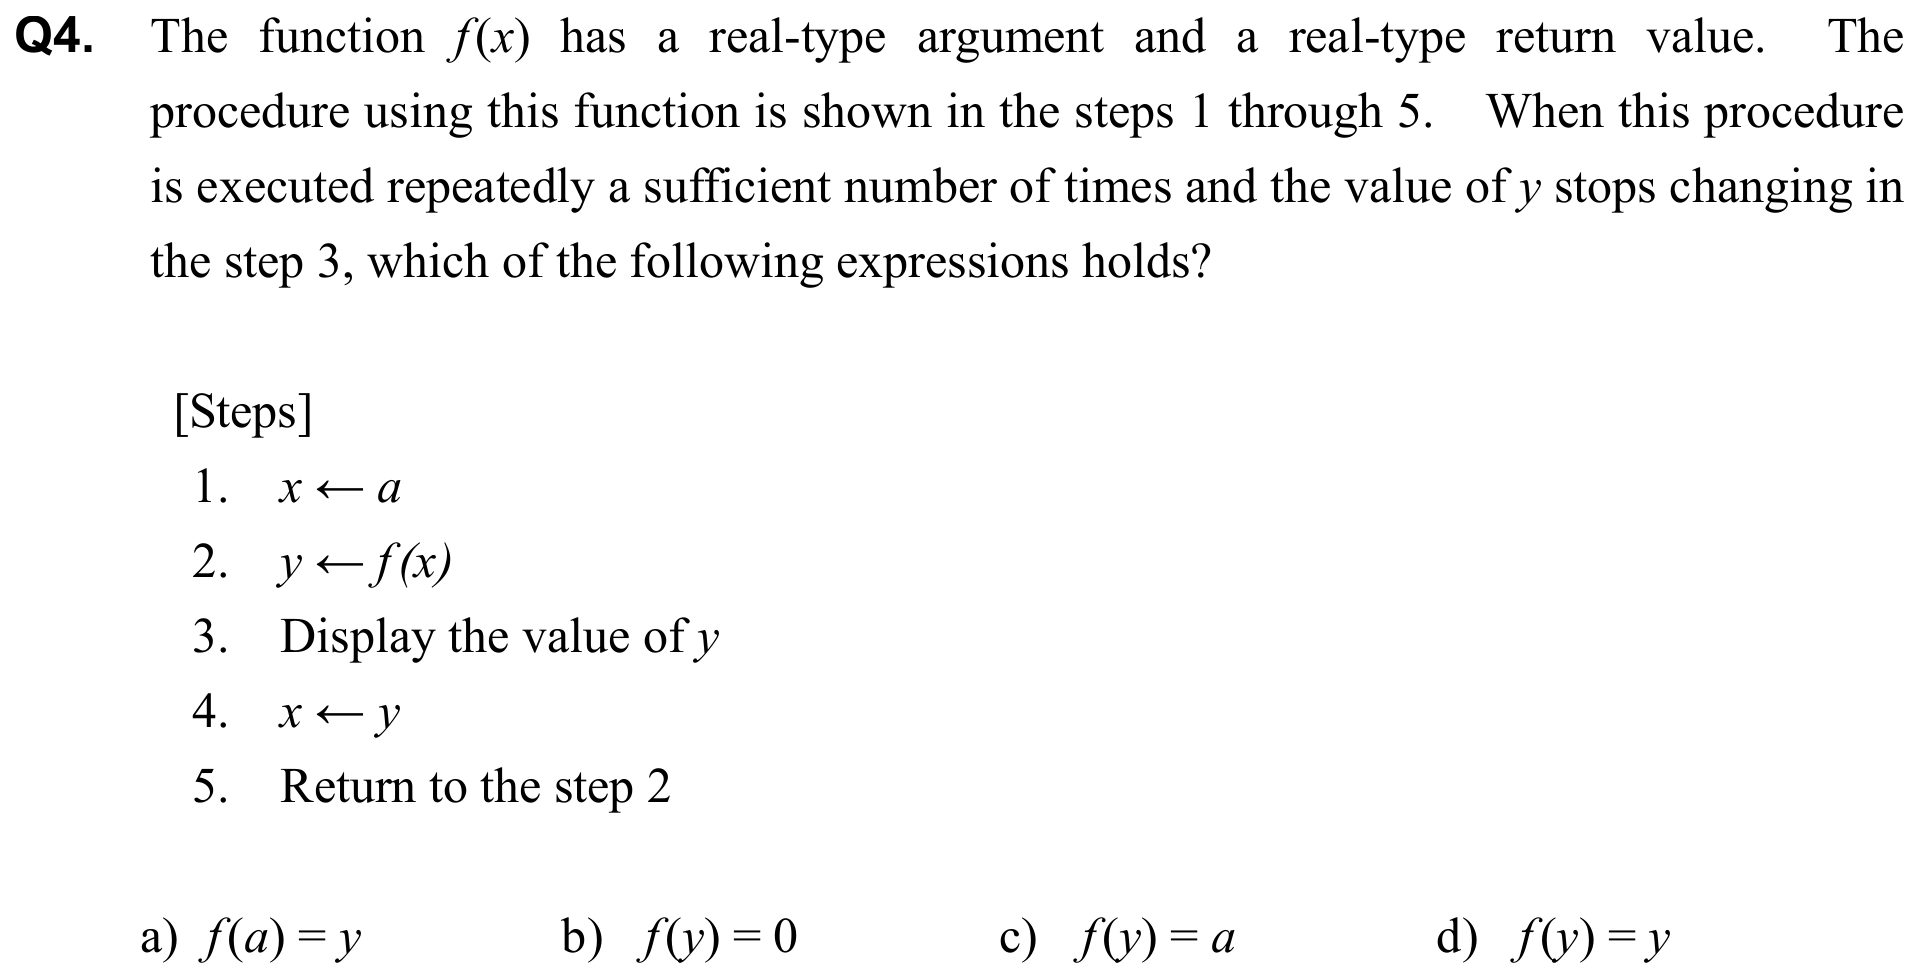 Q4. The function f(x) has a real-type argument and a real-type return value. The
procedure using this function is shown in the steps 1 through 5. When this procedure
is executed repeatedly a sufficient number of times and the value of y stops changing in
the step 3, which of the following expressions holds?
[Steps]
1. x ← a
2. y ← f(x)
3. Display the value of y
4. x ← y
5. Return to the step 2
a) f(a) = y b) f(y) = 0 c) f(y) = a d) f(y) = y